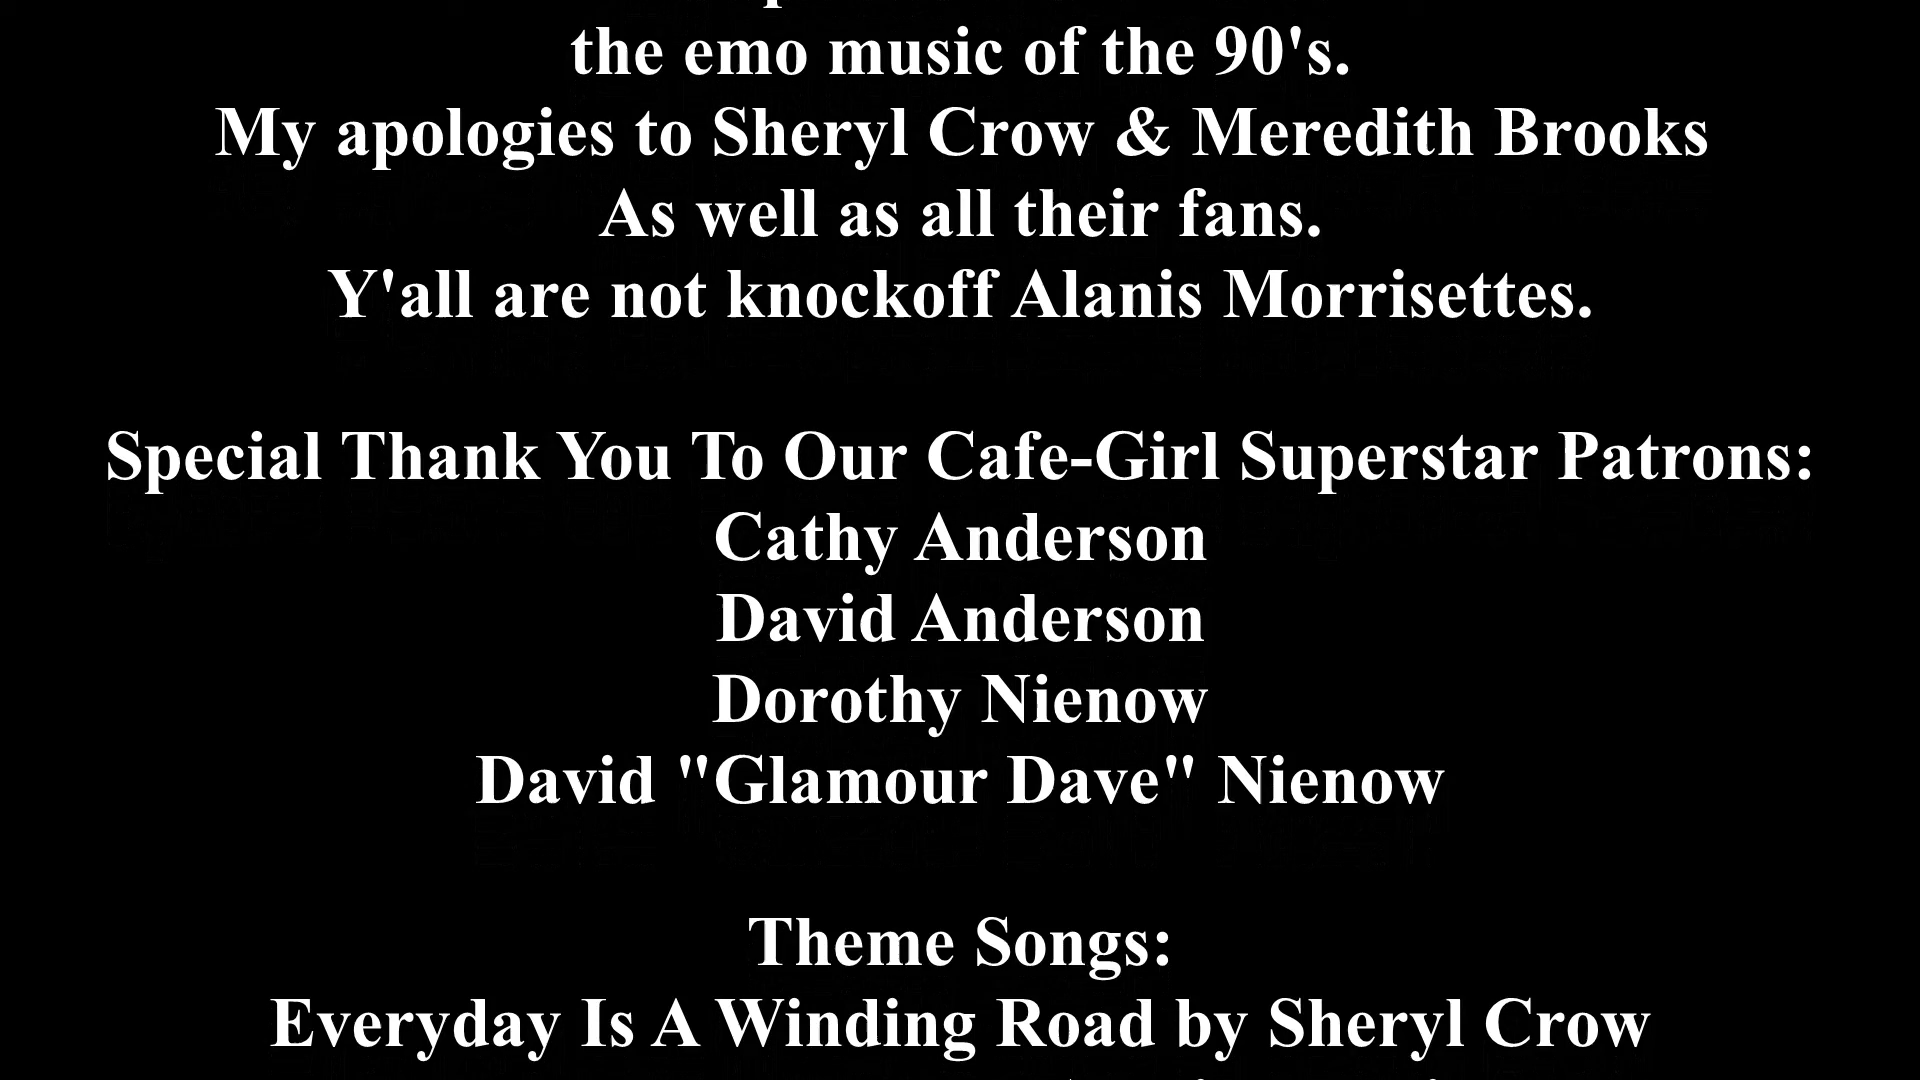 the emo music of the 90's.
My apologies to Sheryl Crow & Meredith Brooks
As well as all their fans.
Y'all are not knockoff Alanis Morrisettes.
Special Thank You To Our Cafe-Girl Superstar Patrons:
Cathy Anderson
David Anderson
Dorothy Nienow
David "Glamour Dave" Nienow
Theme Songs:
Everyday Is A Winding Road by Sheryl Crow